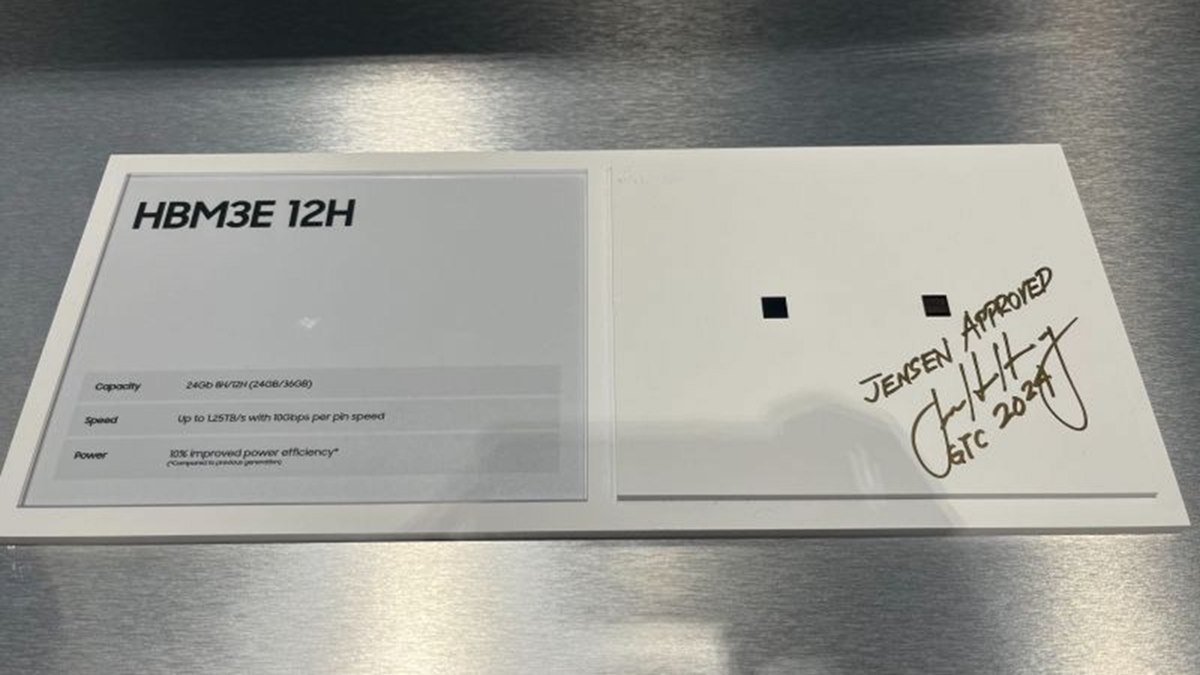 HBM3E 12H
Capacity 24Gb 8H/12H (24GB/36GB)
Speed Up to 1.25TB/s with 10Gbps per pin speed
Power 10% improved power efficiency*
(*Compared to previous generation)
JENSEN APPROVED
GTC 2024